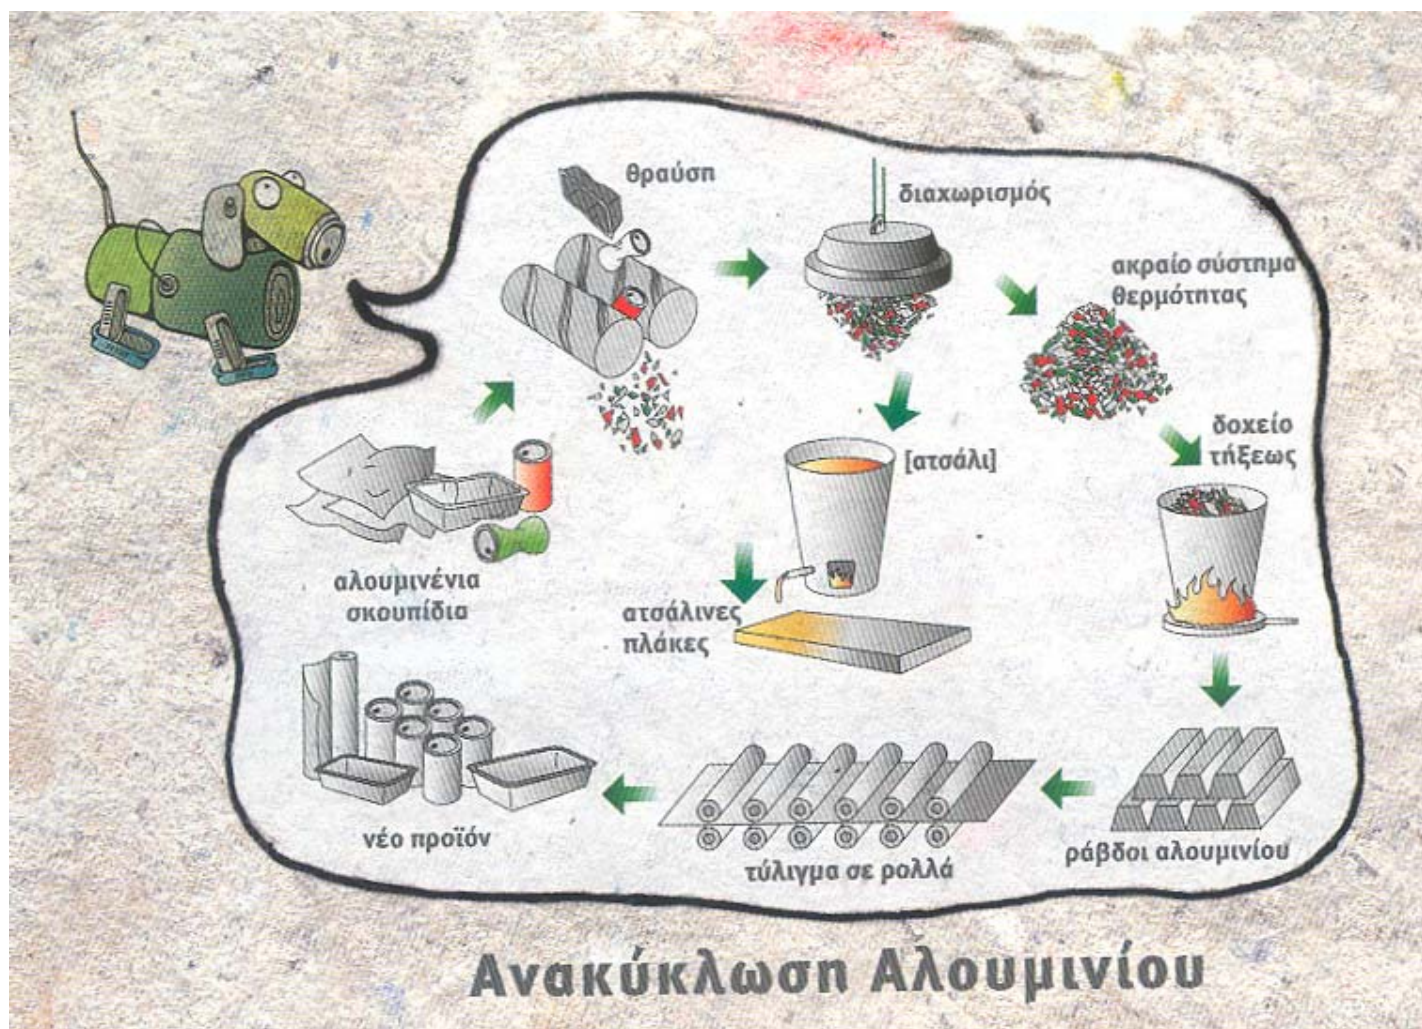 θραύση
διαχωρισμός
ακραίο σύστημα
θερμότητας
δοχείο
τήξεως
[ατσάλι]
αλουμινένια
σκουπίδια
ατσάλινες
πλάκες
νέο προϊόν
τύλιγμα σε ρολλά
ράβδοι αλουμινίου
Ανακύκλωση Αλουμινίου